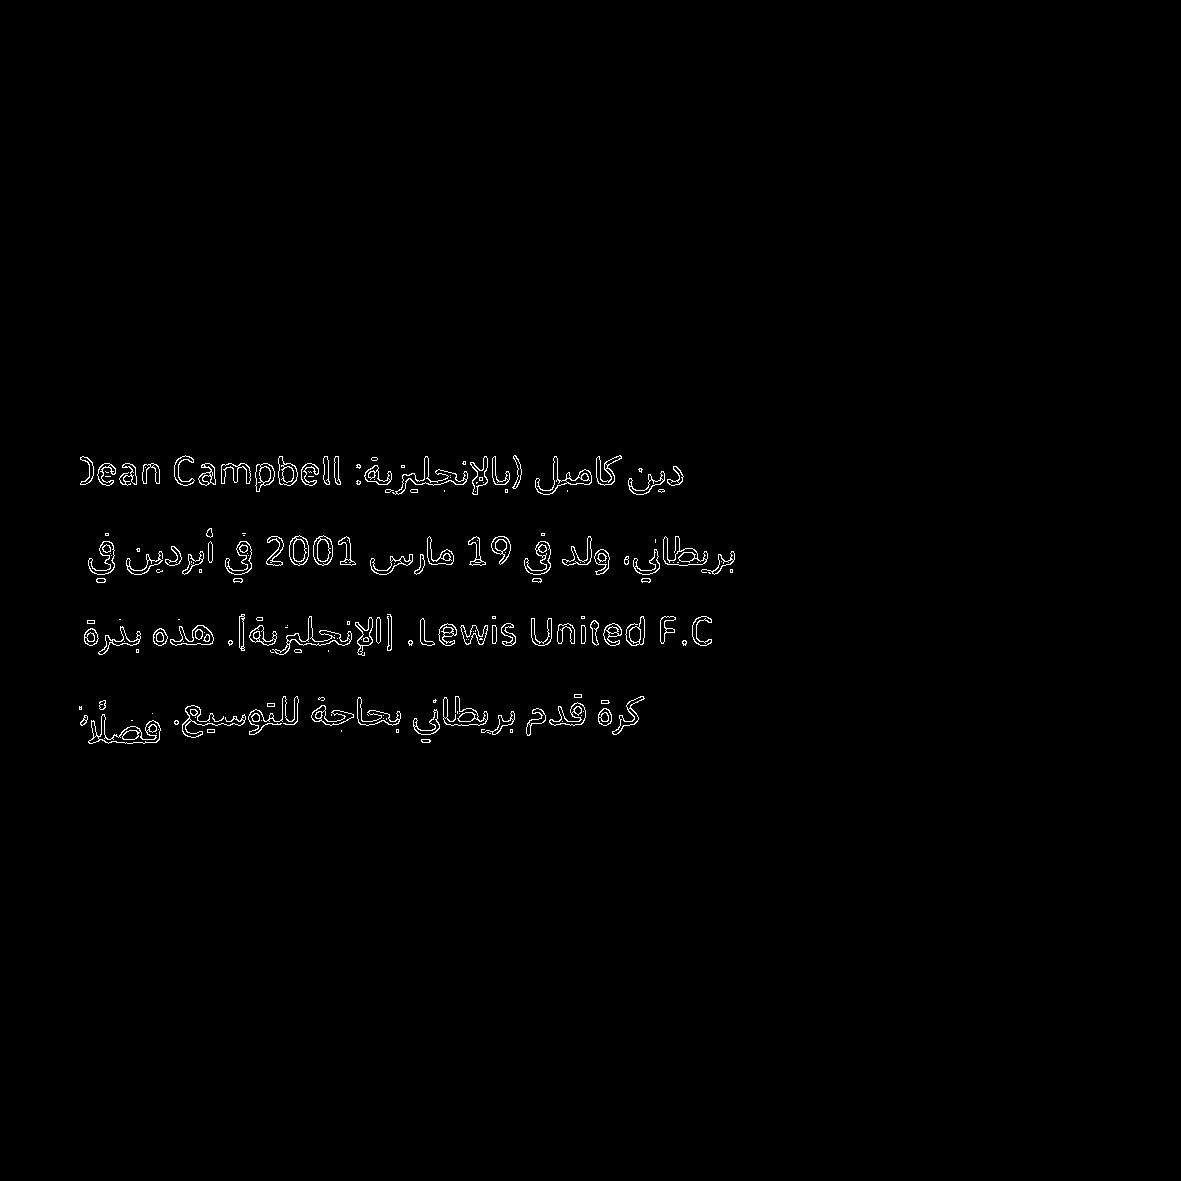 دين كامبل (بالإنجليزية: Dean Campbell
بريطاني، ولد في 19 مارس 2001 في أبردين في
Lewis United F.C. [الإنجليزية]. هذه بذرة
كرة قدم بريطاني بحاجة للتوسيع. فضلًا